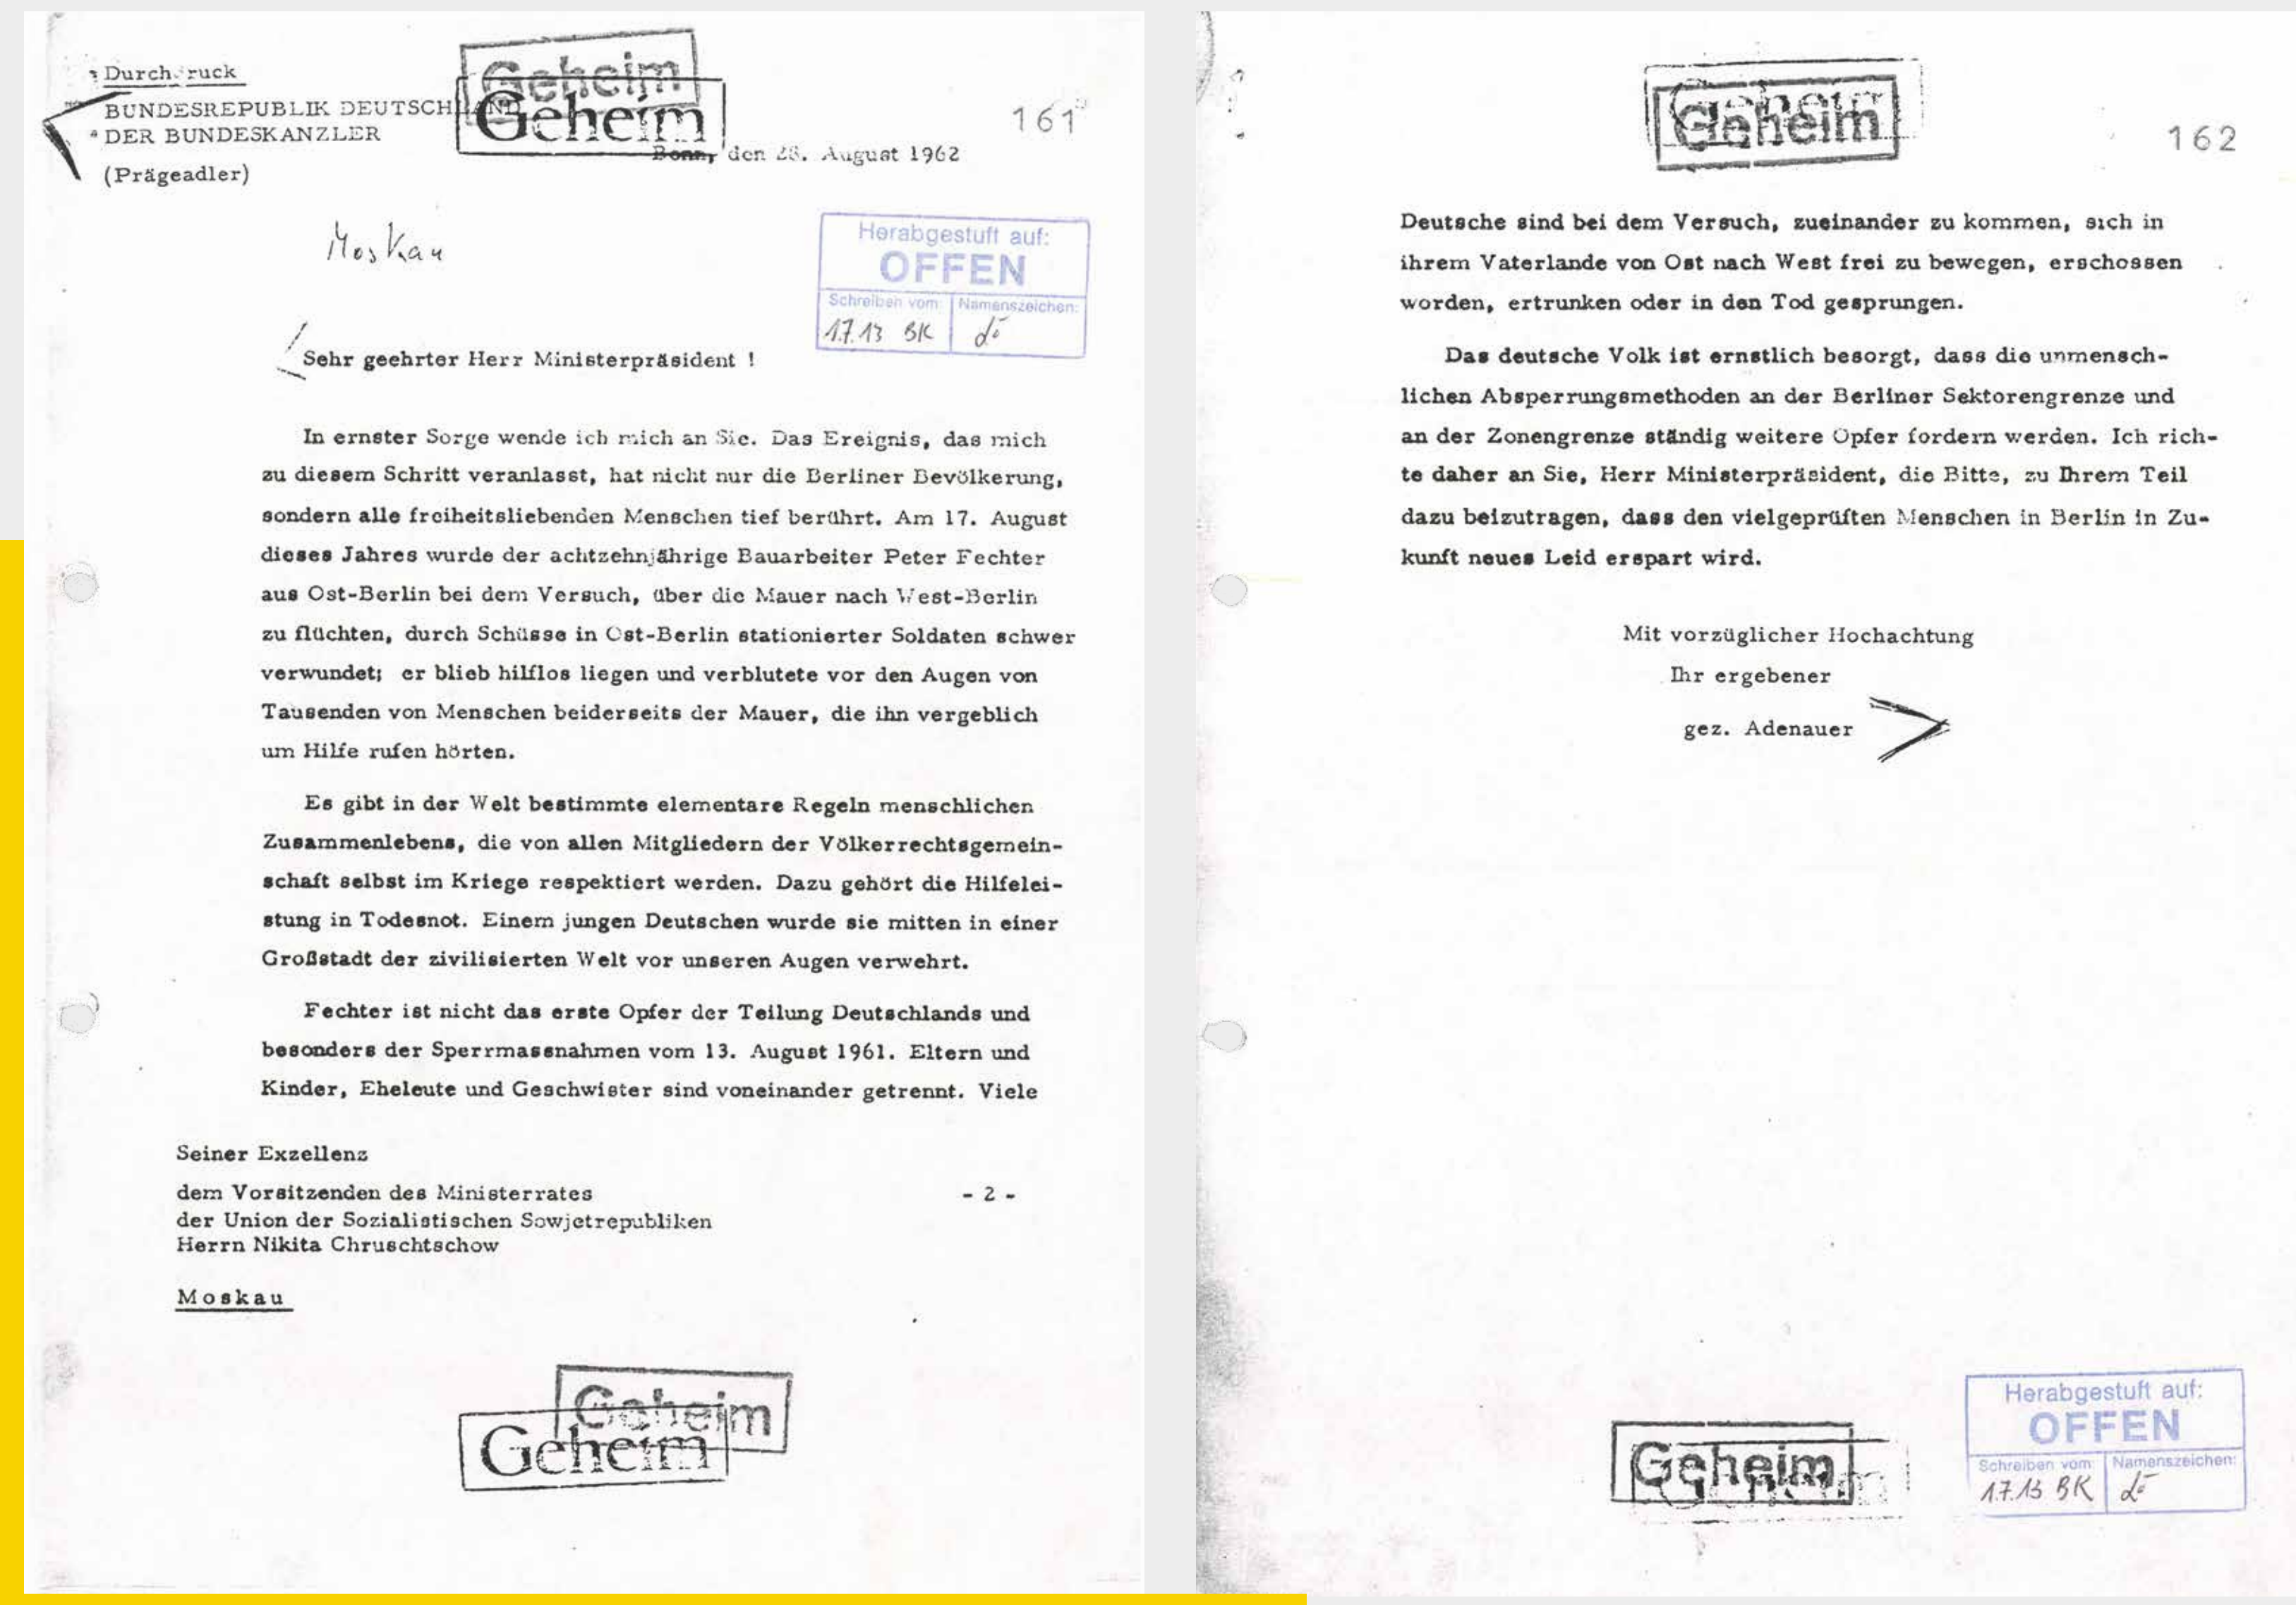 Durchdruck
BUNDESREPUBLIK DEUTSCHLAND
DER BUNDESKANZLER
(Prägeadler)
Geheim
Geheim
161
Bonn, den 28. August 1962
Moskau
Herabgestuft auf:
OFFEN
Schreiben vom: Namenszeichen:
1.7.13 BK
Sehr geehrter Herr Ministerpräsident !
In ernster Sorge wende ich mich an Sie. Das Ereignis, das mich
zu diesem Schritt veranlasst, hat nicht nur die Berliner Bevölkerung,
sondern alle freiheitsliebenden Menschen tief berührt. Am 17. August
dieses Jahres wurde der achtzehnjährige Bauarbeiter Peter Fechter
aus Ost-Berlin bei dem Versuch, über die Mauer nach West-Berlin
zu flüchten, durch Schüsse in Ost-Berlin stationierter Soldaten schwer
verwundet; er blieb hilflos liegen und verblutete vor den Augen von
Tausenden von Menschen beiderseits der Mauer, die ihn vergeblich
um Hilfe rufen hörten.
Es gibt in der Welt bestimmte elementare Regeln menschlichen
Zusammenlebens, die von allen Mitgliedern der Völkerrechtsgemein-
schaft selbst im Kriege respektiert werden. Dazu gehört die Hilfelei-
stung in Todesnot. Einem jungen Deutschen wurde sie mitten in einer
Großstadt der zivilisierten Welt vor unseren Augen verwehrt.
Fechter ist nicht das erste Opfer der Teilung Deutschlands und
besonders der Sperrmassnahmen vom 13. August 1961. Eltern und
Kinder, Eheleute und Geschwister sind voneinander getrennt. Viele
Seiner Exzellenz
dem Vorsitzenden des Ministerrates
- 2 -
der Union der Sozialistischen Sowjetrepubliken
Herrn Nikita Chruschtschow
Moskau
Geheim
Geheim
Geheim
Geheim
162
Deutsche sind bei dem Versuch, zueinander zu kommen, sich in
ihrem Vaterlande von Ost nach West frei zu bewegen, erschossen
worden, ertrunken oder in den Tod gesprungen.
Das deutsche Volk ist ernstlich besorgt, dass die unmensch-
lichen Absperrungsmethoden an der Berliner Sektorengrenze und
an der Zonengrenze ständig weitere Opfer fordern werden. Ich rich-
te daher an Sie, Herr Ministerpräsident, die Bitte, zu Ihrem Teil
dazu beizutragen, dass den vielgeprüften Menschen in Berlin in Zu-
kunft neues Leid erspart wird.
Mit vorzüglicher Hochachtung
Ihr ergebener
gez. Adenauer
Geheim
Geheim
Herabgestuft auf:
OFFEN
Schreiben vom: Namenszeichen:
1.7.13 BK